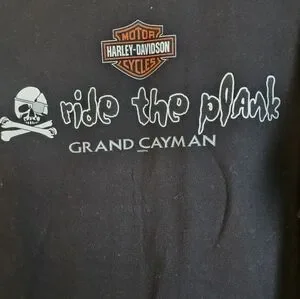 MOTOR
HARLEY-DAVIDSON
CYCLES
ride the plank
GRAND CAYMAN